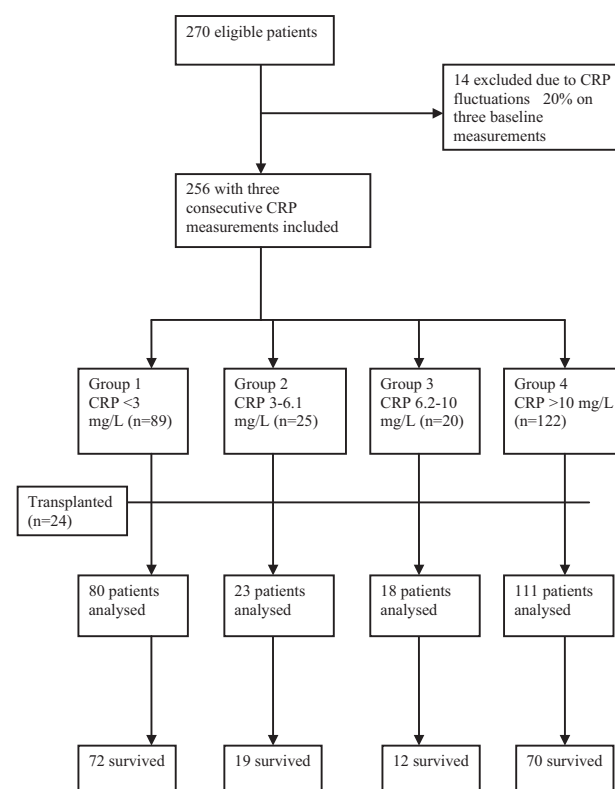 270 eligible patients
14 excluded due to CRP
fluctuations 20% on
three baseline
measurements
256 with three
consecutive CRP
measurements included
Group 1
CRP <3
mg/L (n=89)
Group 2
CRP 3-6.1
mg/L (n=25)
Group 3
CRP 6.2-10
mg/L (n=20)
Group 4
CRP >10 mg/L
(n=122)
Transplanted
(n=24)
80 patients
analysed
23 patients
analysed
18 patients
analysed
111 patients
analysed
72 survived
19 survived
12 survived
70 survived